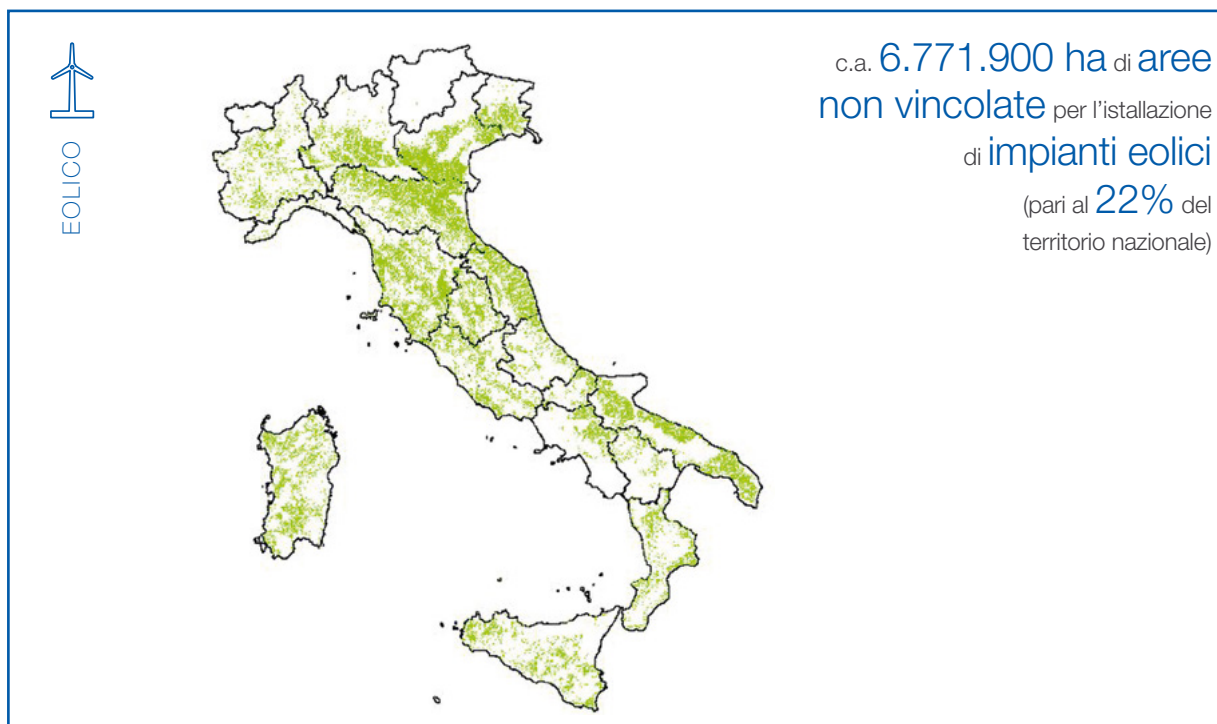 EOLICO
c.a. 6.771.900 ha di aree
non vincolate per l'istallazione
di impianti eolici
(pari al 22% del
territorio nazionale)